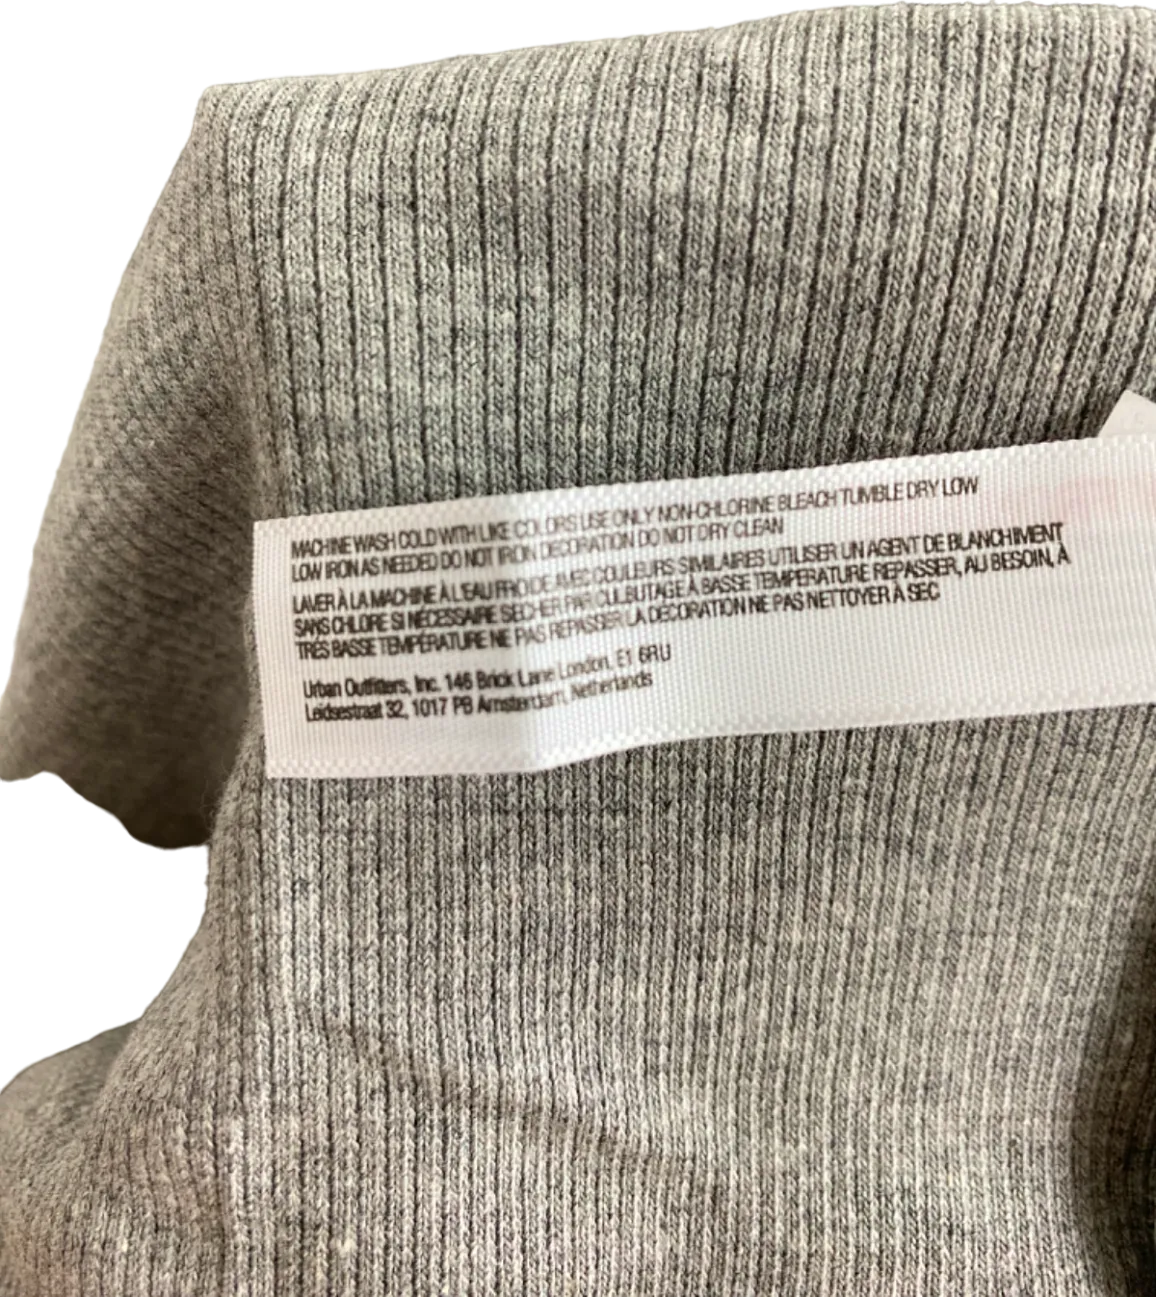 MACHINE WASH COLD WITH LIKE COLORS USE ONLY NON-CHLORINE BLEACH TUMBLE DRY LOW
LOW IRON AS NEEDED DO NOT IRON DECORATION DO NOT DRY CLEAN
LAVER À LA MACHINE À L'EAU FROIDE AVEC COULEURS SIMILAIRES UTILISER UN AGENT DE BLANCHIMENT
SANS CHLORE SI NÉCESSAIRE SÉCHER PAR CULBUTAGE À BASSE TEMPERATURE REPASSER, AU BESOIN, À
TRÉS BASSE TEMPÉRATURE NE PAS REPASSER LA DECORATION NE PAS NETTOYER À SEC
Urban Outfitters, Inc. 146 Brick Lane London, E1 6RU
Leidsestraat 32, 1017 PB Amsterdam, Netherlands